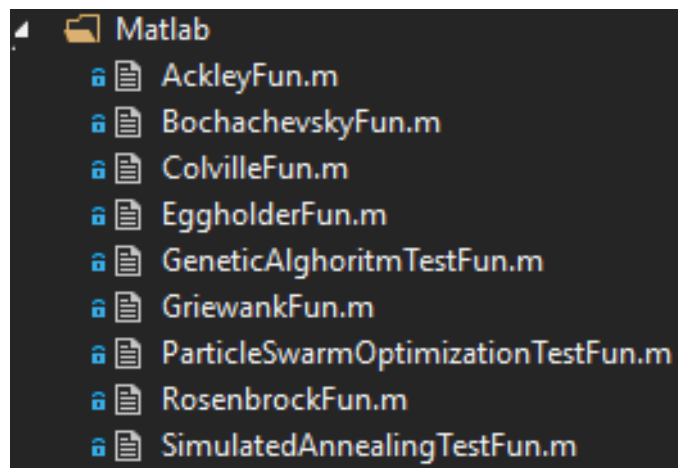 Matlab
AckleyFun.m
BochachevskyFun.m
ColvilleFun.m
EggholderFun.m
GeneticAlghoritmTestFun.m
GriewankFun.m
ParticleSwarmOptimizationTestFun.m
RosenbrockFun.m
SimulatedAnnealingTestFun.m